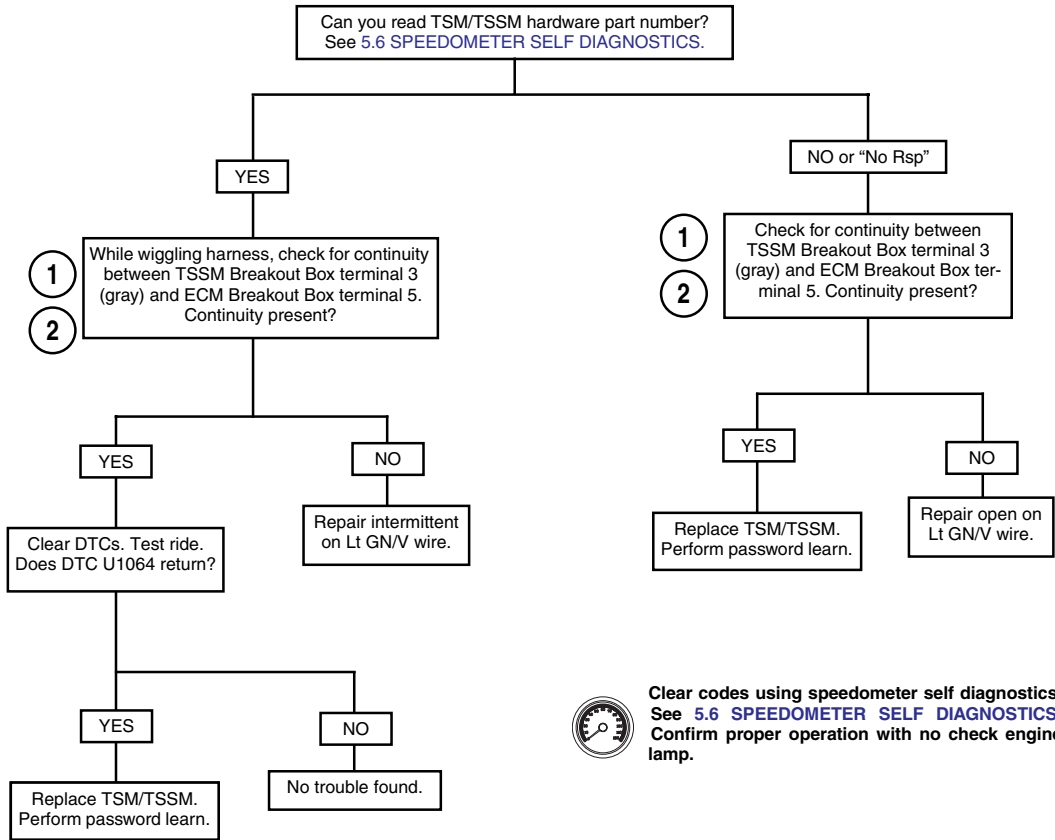 Can you read TSM/TSSM hardware part number?
See 5.6 SPEEDOMETER SELF DIAGNOSTICS.
YES
NO or “No Rsp”
1
2
While wiggling harness, check for continuity
between TSSM Breakout Box terminal 3
(gray) and ECM Breakout Box terminal 5.
Continuity present?
1
2
Check for continuity between
TSSM Breakout Box terminal 3
(gray) and ECM Breakout Box ter-
minal 5. Continuity present?
YES
NO
YES
NO
Clear DTCs. Test ride.
Does DTC U1064 return?
Repair intermittent
on Lt GN/V wire.
Replace TSM/TSSM.
Perform password learn.
Repair open on
Lt GN/V wire.
YES
NO
Replace TSM/TSSM.
Perform password learn.
No trouble found.
Clear codes using speedometer self diagnostics
See 5.6 SPEEDOMETER SELF DIAGNOSTICS
Confirm proper operation with no check engine
lamp.